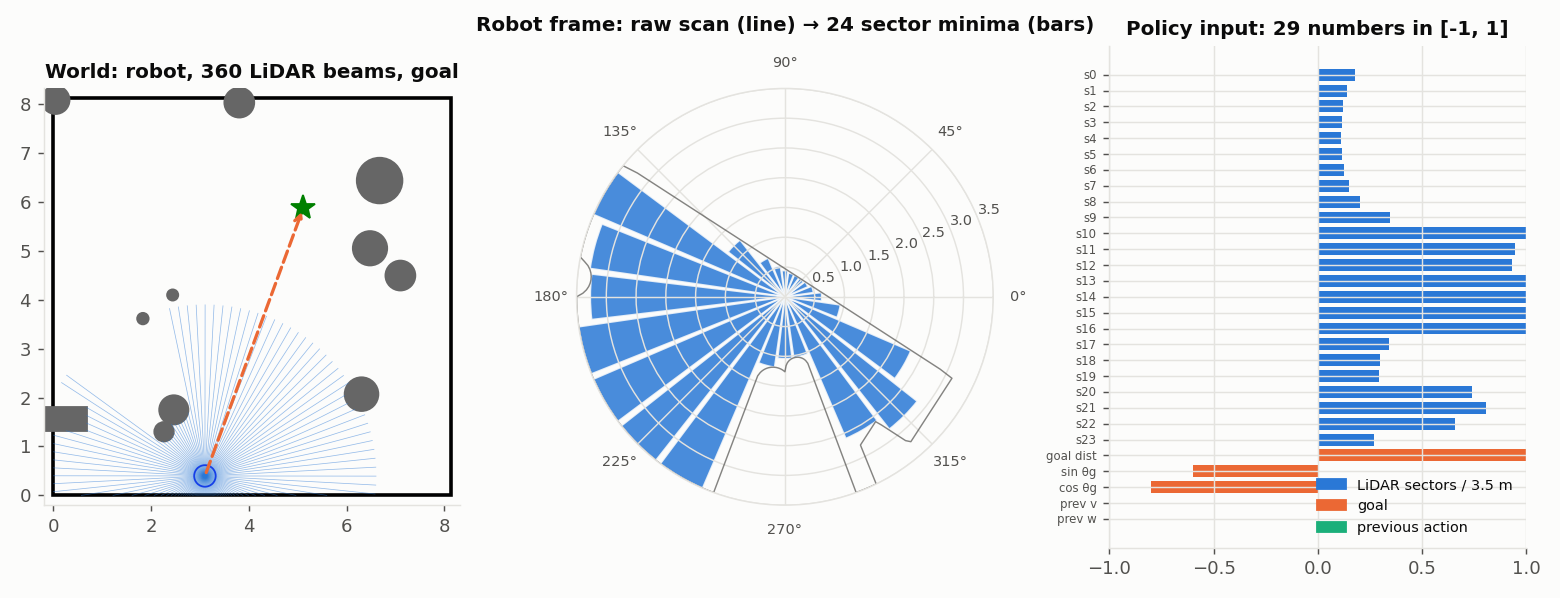 Robot frame: raw scan (line) → 24 sector minima (bars)
Policy input: 29 numbers in [-1, 1]
World: robot, 360 LiDAR beams, goal
8
7
6
5
4
3
2
1
0
0
2
4
6
8
90°
135°
45°
180°
0°
225°
315°
270°
0.5
1.0
1.5
2.0
2.5
3.0
3.5
s0
s1
s2
s3
s4
s5
s6
s7
s8
s9
s10
s11
s12
s13
s14
s15
s16
s17
s18
s19
s20
s21
s22
s23
goal dist
sin θg
cos θg
prev v
prev w
LiDAR sectors / 3.5 m
goal
previous action
−1.0
−0.5
0.0
0.5
1.0